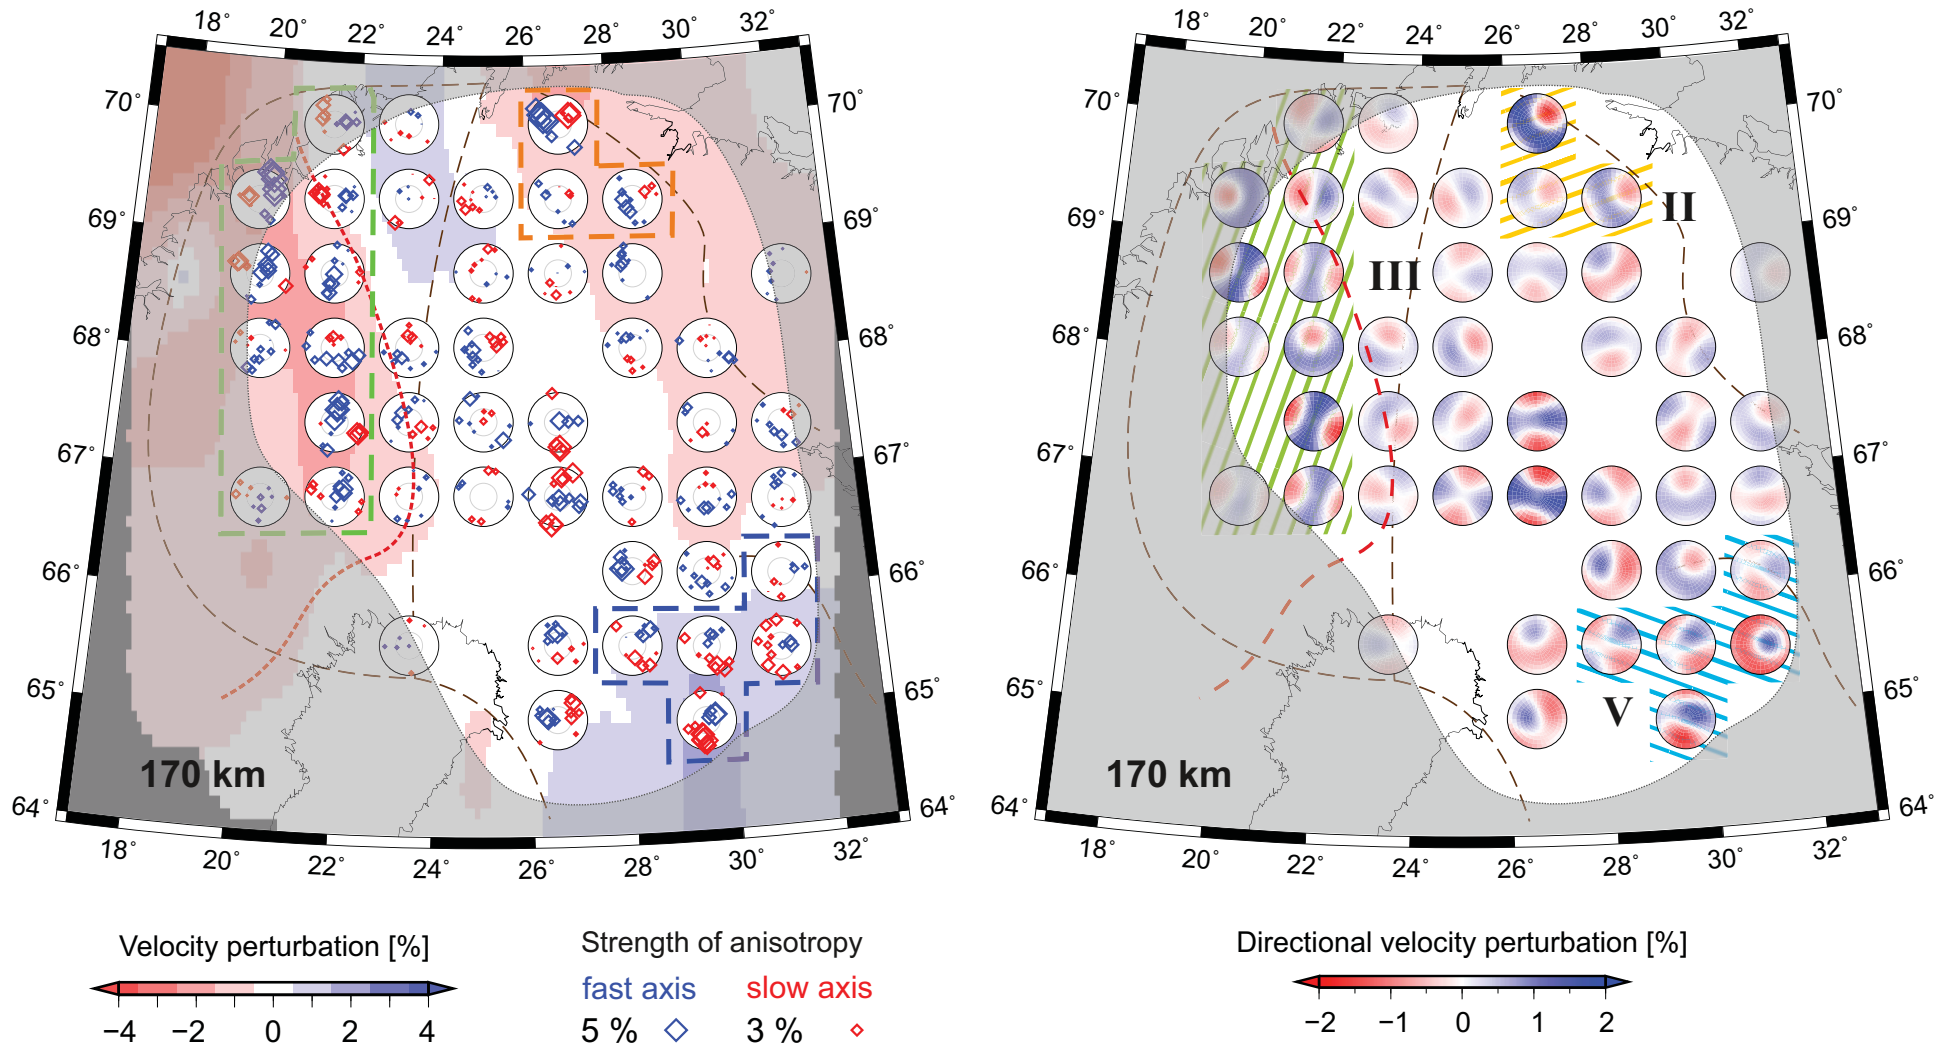 18° 20° 22° 24° 26° 28° 30° 32°
70° 70°
69° 69°
68° 68°
67° 67°
66° 66°
65° 65°
64° 64°
170 km
18° 20° 22° 24° 26° 28° 30° 32°
Velocity perturbation [%]
−4 −2 0 2 4
Strength of anisotropy
fast axis slow axis
5 % 3 %
18° 20° 22° 24° 26° 28° 30° 32°
70° 70°
69° II 69°
III
68° 68°
67° 67°
66° 66°
65° V 65°
170 km
64° 64°
18° 20° 22° 24° 26° 28° 30° 32°
Directional velocity perturbation [%]
−2 −1 0 1 2